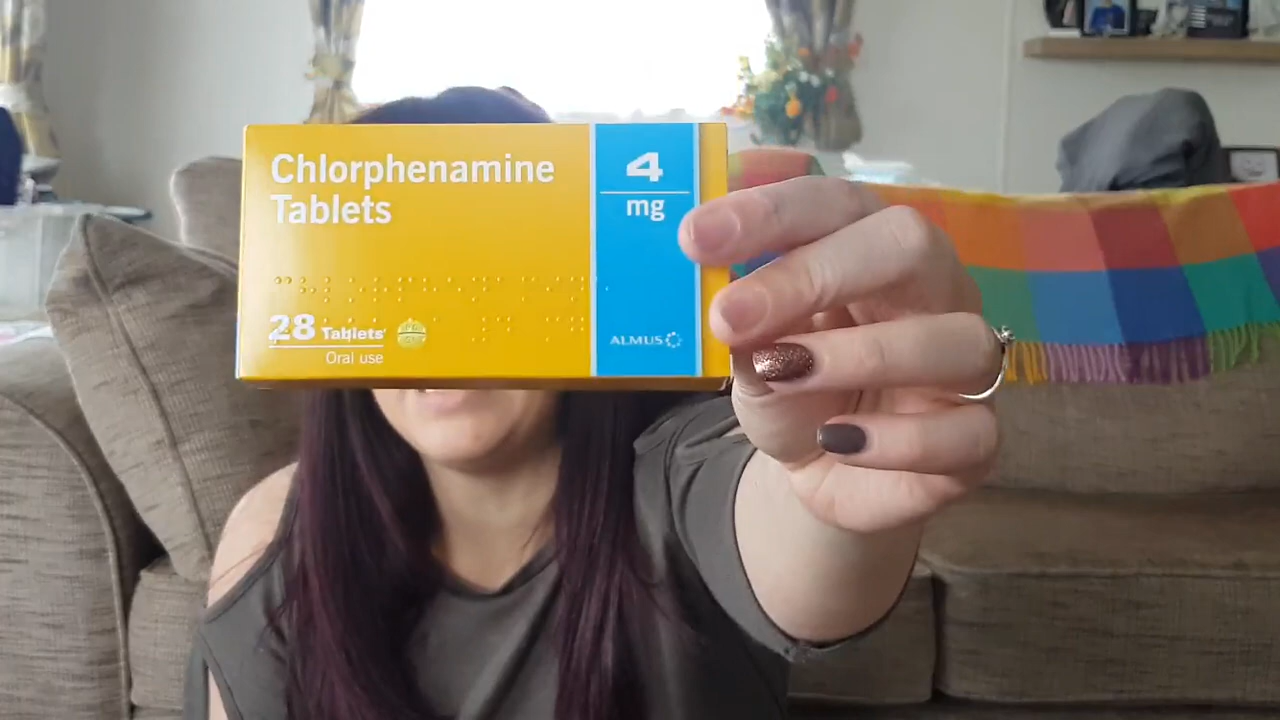 Chlorphenamine
Tablets
4
mg
28 Tablets
Oral use
ALMUS